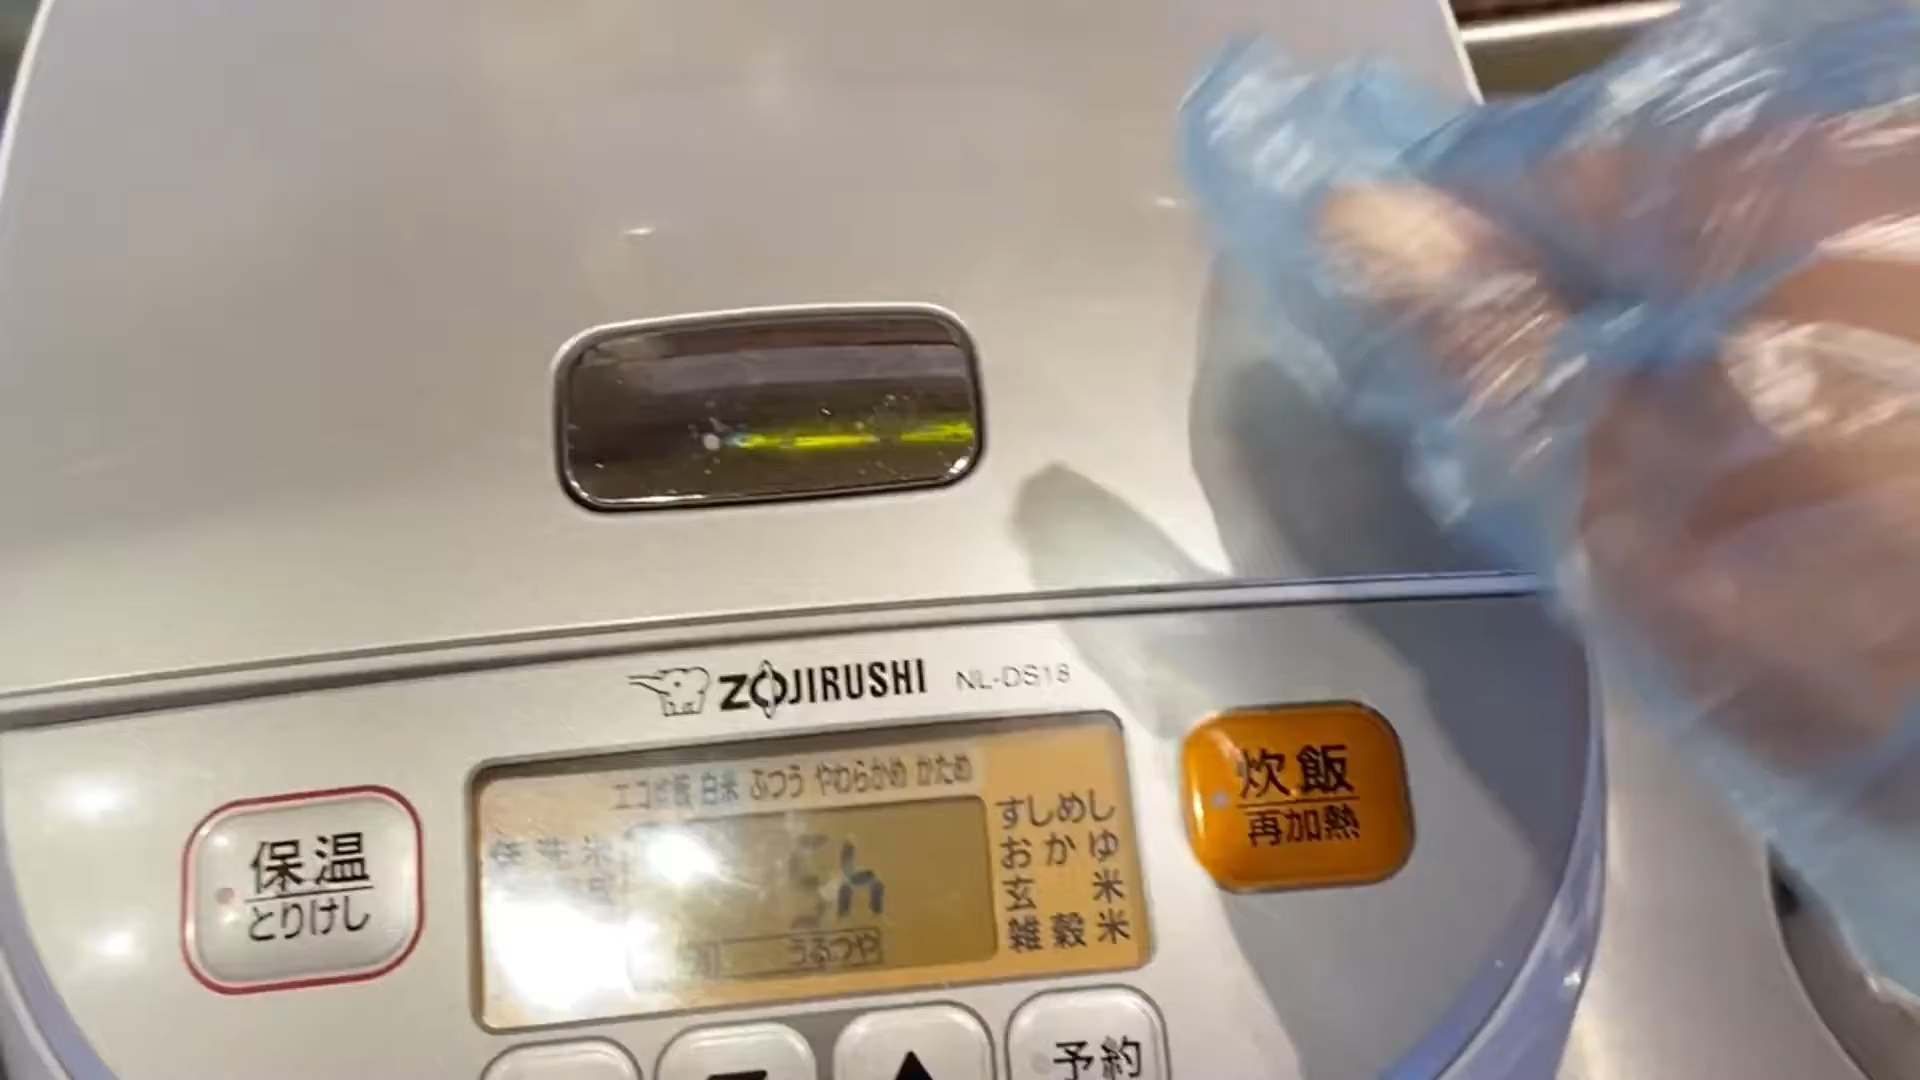 ZOJIRUSHI NL-DS18
エコ炊飯 白米 ふつう やわらかめ かため
すしめし
おかゆ
玄米
雑穀米
5h
うるつや
保温
とりけし
炊飯
再加熱
予約